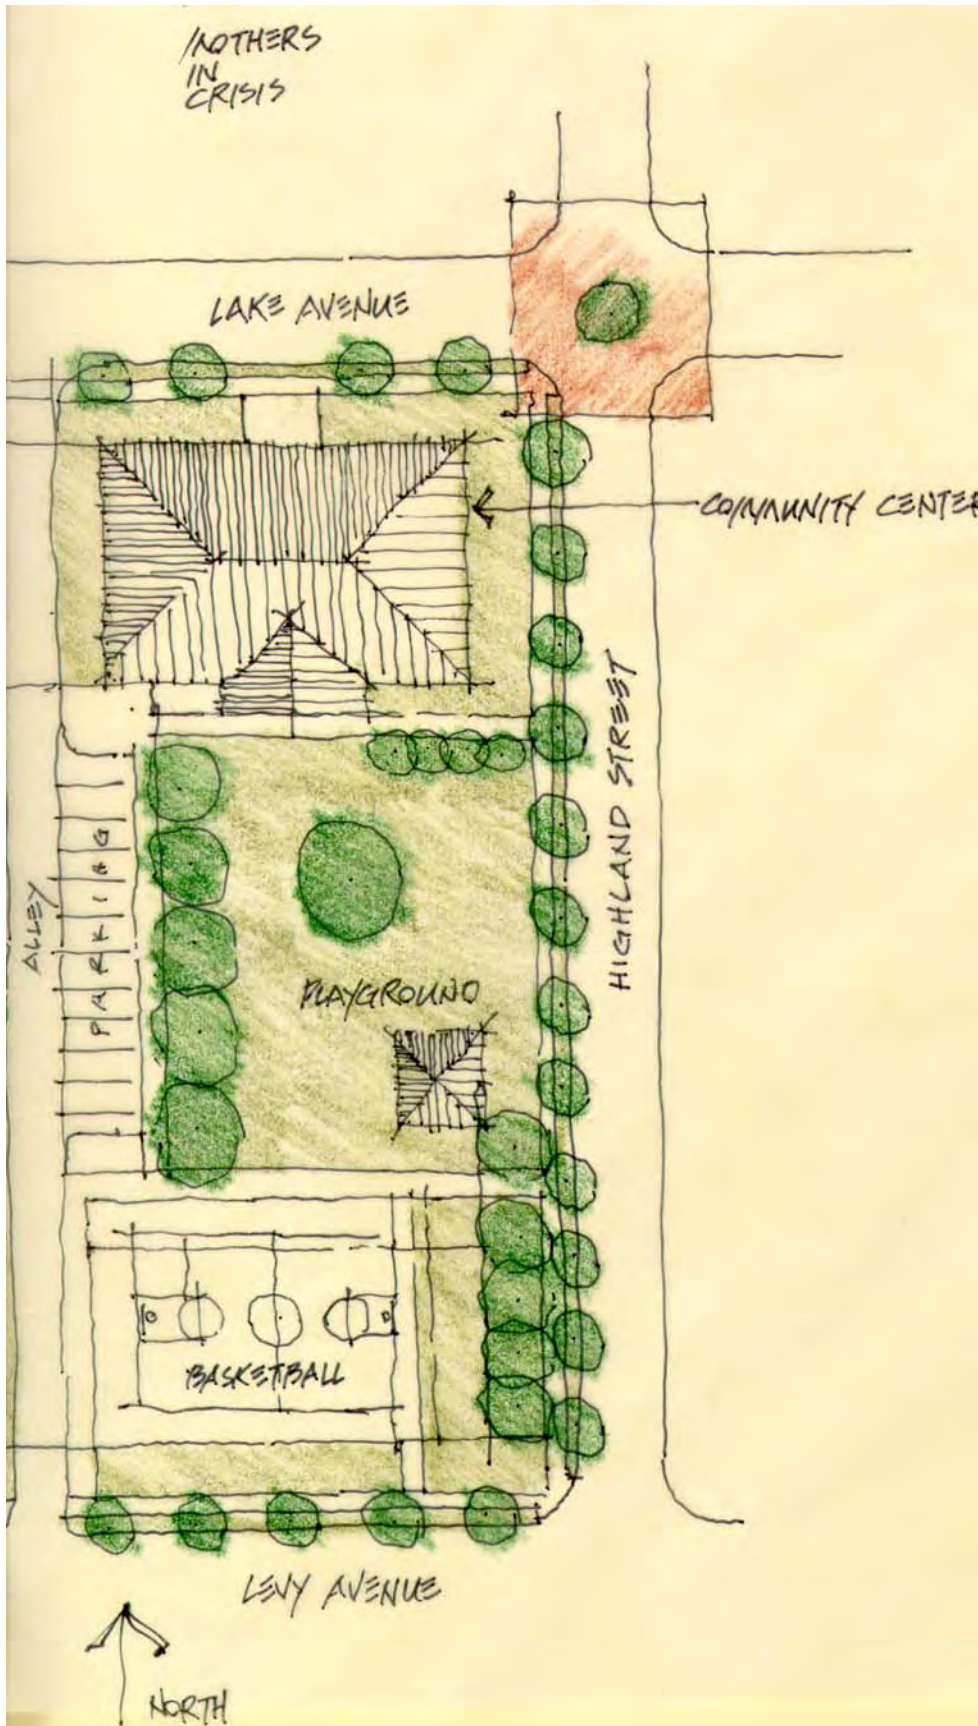 MOTHERS
IN
CRISIS
LAKE AVENUE
COMMUNITY CENTER
HIGHLAND STREET
ALLEY
PARKING
PLAYGROUND
BASKETBALL
LEVY AVENUE
NORTH